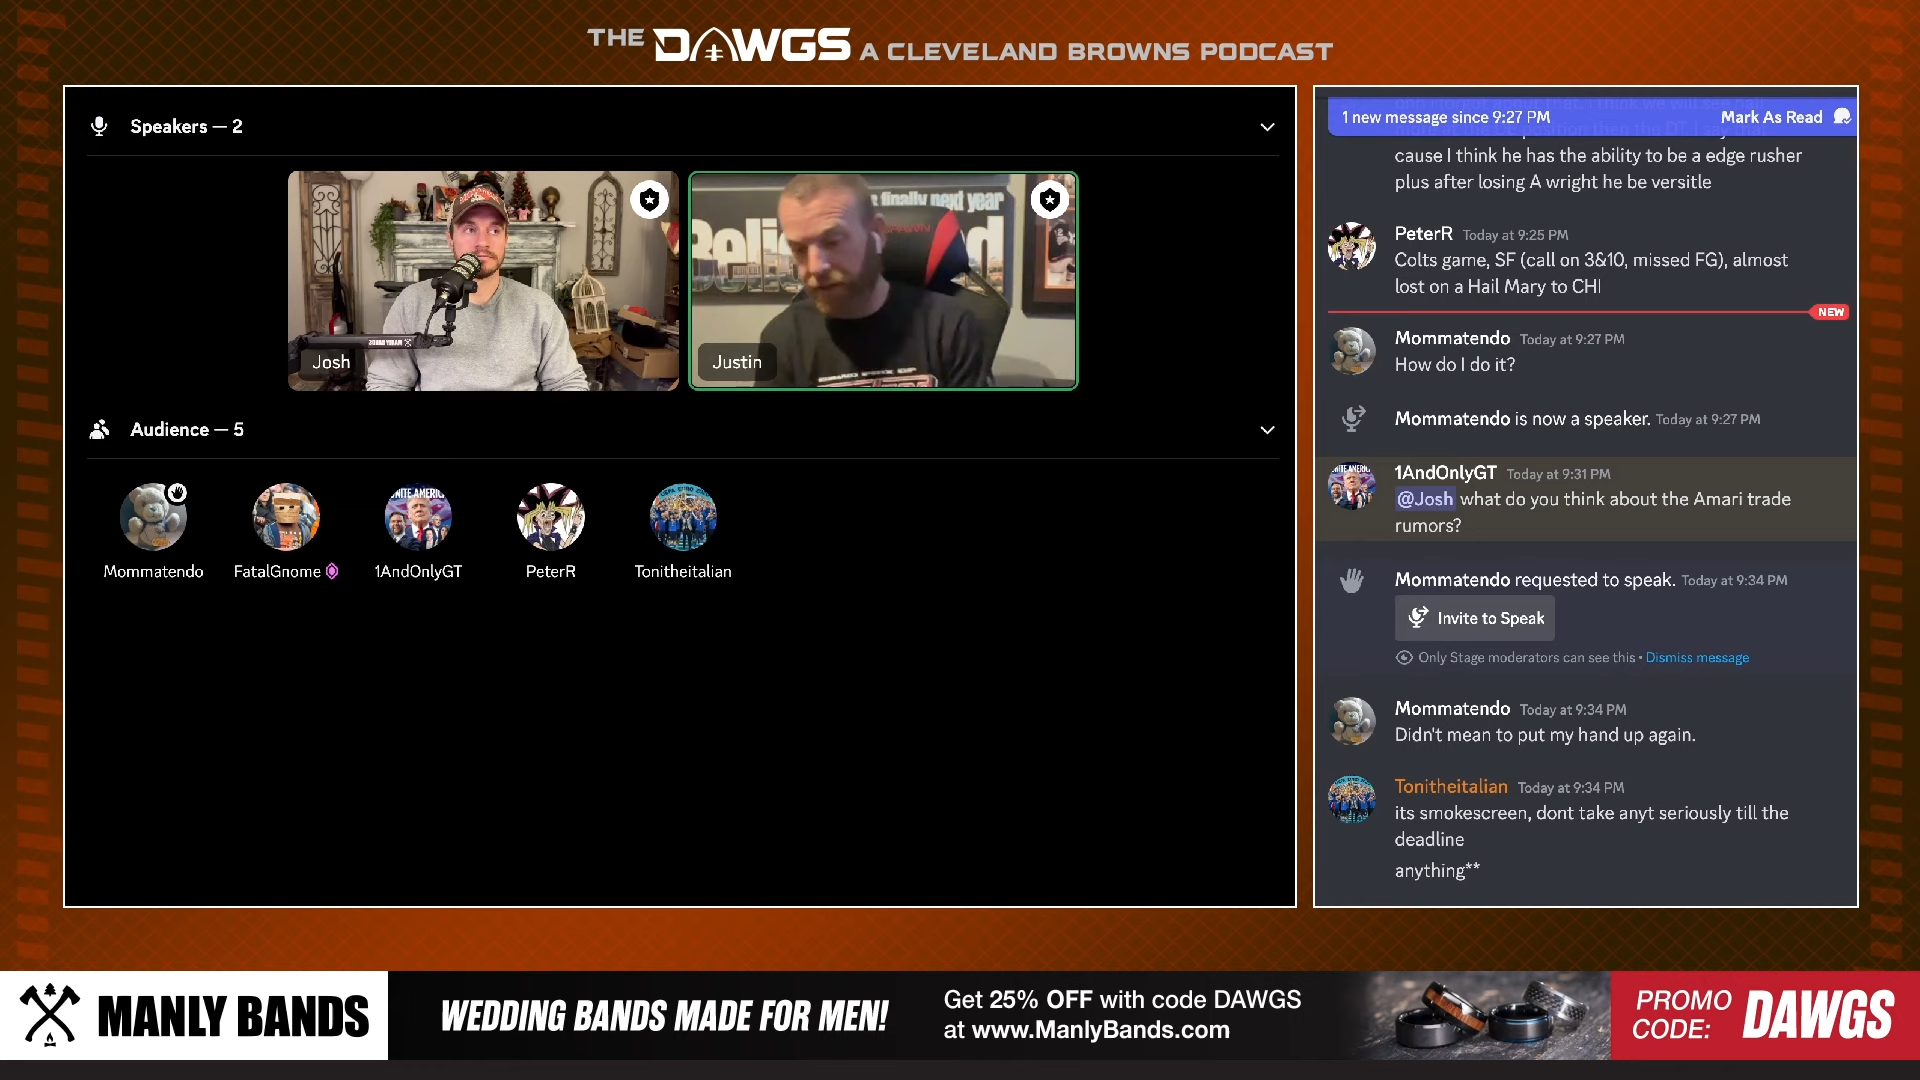 THE DAWGS A CLEVELAND BROWNS PODCAST
Speakers — 2
t finally next year
Josh
Justin
Audience — 5
Mommatendo
FatalGnome
1AndOnlyGT
PeterR
Tonitheitalian
1 new message since 9:27 PM
Mark As Read
cause I think he has the ability to be a edge rusher
plus after losing A wright he be versitle
PeterR Today at 9:25 PM
Colts game, SF (call on 3&10, missed FG), almost
lost on a Hail Mary to CHI
NEW
Mommatendo Today at 9:27 PM
How do I do it?
Mommatendo is now a speaker. Today at 9:27 PM
1AndOnlyGT Today at 9:31 PM
@Josh what do you think about the Amari trade
rumors?
Mommatendo requested to speak. Today at 9:34 PM
Invite to Speak
Only Stage moderators can see this • Dismiss message
Mommatendo Today at 9:34 PM
Didn't mean to put my hand up again.
Tonitheitalian Today at 9:34 PM
its smokescreen, dont take anyt seriously till the
deadline
anything**
MANLY BANDS
WEDDING BANDS MADE FOR MEN!
Get 25% OFF with code DAWGS
at www.ManlyBands.com
PROMO
CODE:
DAWGS